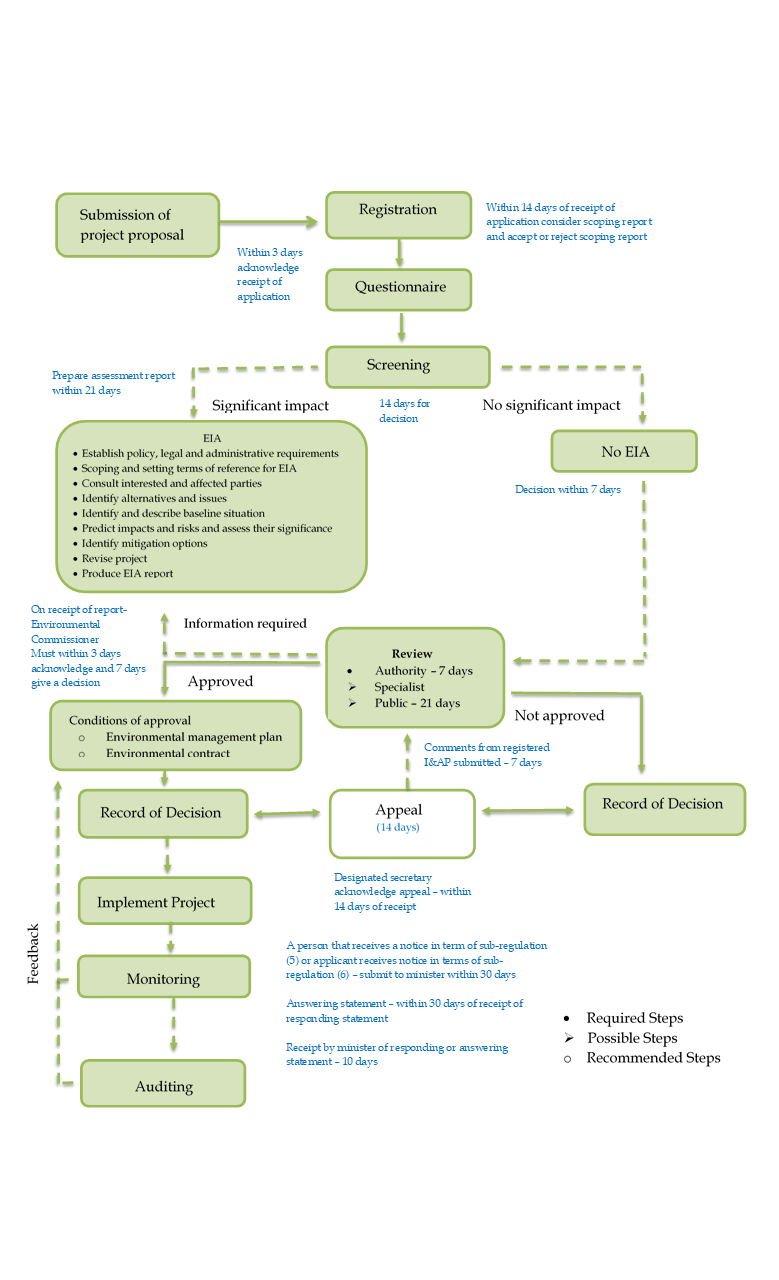 Submission of
project proposal
Registration
Within 14 days of receipt of
application consider scoping report
and accept or reject scoping report
Within 3 days
acknowledge
receipt of
application
Questionnaire
Screening
Prepare assessment report
within 21 days
Significant impact
14 days for
decision
No significant impact
EIA
• Establish policy, legal and administrative requirements
• Scoping and setting terms of reference for EIA
• Consult interested and affected parties
• Identify alternatives and issues
• Identify and describe baseline situation
• Predict impacts and risks and assess their significance
• Identify mitigation options
• Revise project
• Produce EIA report
No EIA
Decision within 7 days
On receipt of report-
Environmental
Commissioner
Must within 3 days
acknowledge and 7 days
give a decision
Information required
Approved
Review
• Authority – 7 days
➢ Specialist
➢ Public – 21 days
Not approved
Conditions of approval
o Environmental management plan
o Environmental contract
Comments from registered
I&AP submitted – 7 days
Record of Decision
Appeal
(14 days)
Record of Decision
Designated secretary
acknowledge appeal – within
14 days of receipt
Implement Project
Feedback
Monitoring
A person that receives a notice in term of sub-regulation
(5) or applicant receives notice in terms of sub-
regulation (6) – submit to minister within 30 days
Answering statement – within 30 days of receipt of
responding statement
Receipt by minister of responding or answering
statement – 10 days
Auditing
• Required Steps
➢ Possible Steps
o Recommended Steps